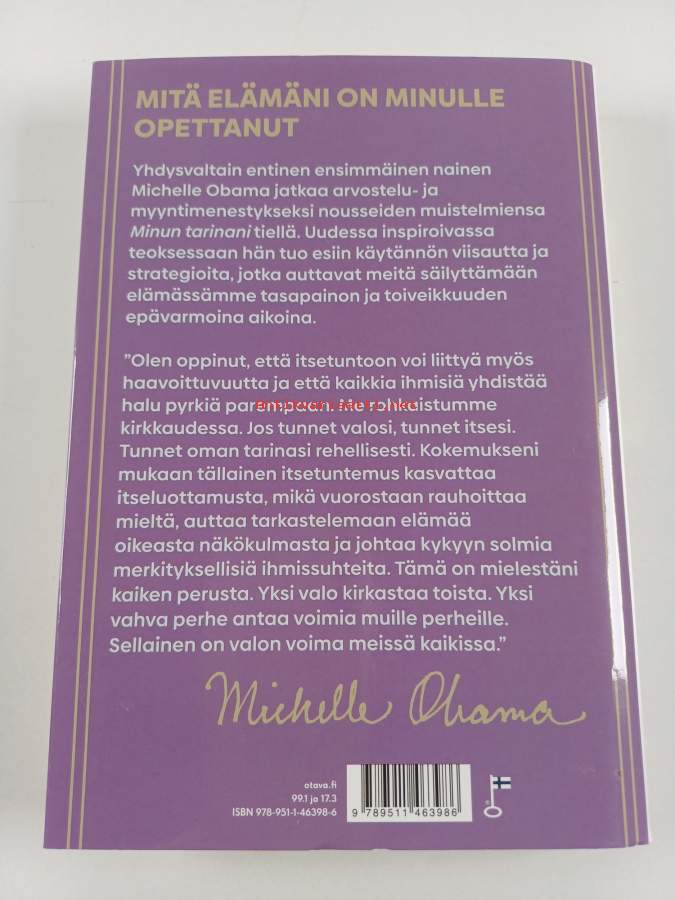 MITÄ ELÄMÄNI ON MINULLE
OPETTANUT
Yhdysvaltain entinen ensimmäinen nainen
Michelle Obama jatkaa arvostelu- ja
myyntimenestykseksi nousseiden muistelmiensa
Minun tarinani tiellä. Uudessa inspiroivassa
teoksessaan hän tuo esiin käytännön viisautta ja
strategioita, jotka auttavat meitä säilyttämään
elämässämme tasapainon ja toiveikkuuden
epävarmoina aikoina.
”Olen oppinut, että itsetuntoon voi liittyä myös
haavoittuvuutta ja että kaikkia ihmisiä yhdistää
halu pyrkiä parempaan. Me rohkaistumme
kirkkaudessa. Jos tunnet valosi, tunnet itsesi.
Tunnet oman tarinasi rehellisesti. Kokemukseni
mukaan tällainen itsetuntemus kasvattaa
itseluottamusta, mikä vuorostaan rauhoittaa
mieltä, auttaa tarkastelemaan elämää
oikeasta näkökulmasta ja johtaa kykyyn solmia
merkityksellisiä ihmissuhteita. Tämä on mielestäni
kaiken perusta. Yksi valo kirkastaa toista. Yksi
vahva perhe antaa voimia muille perheille.
Sellainen on valon voima meissä kaikissa.”
Michelle Obama
otava.fi
99.1 ja 17.3
ISBN 978-951-1-46398-6
9 789511 463986